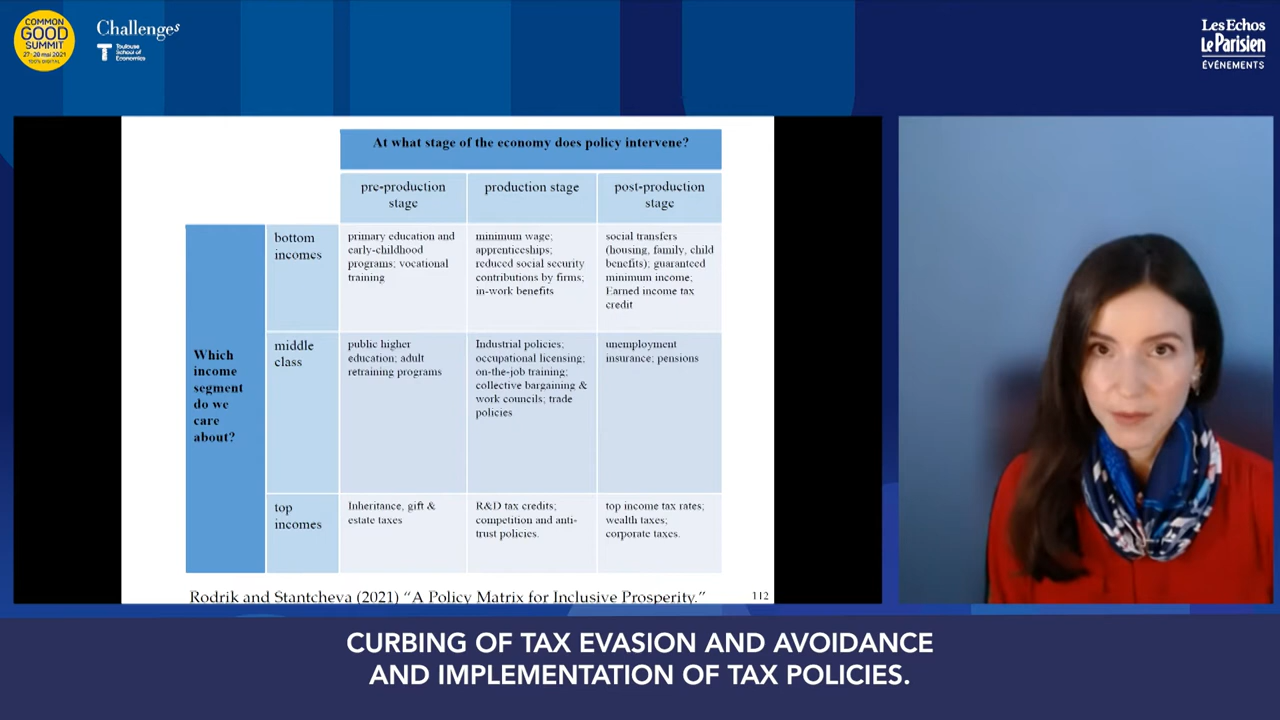 COMMON
GOOD
SUMMIT
27-28 mai 2021
100% DIGITAL
Challenges
Toulouse
School of
Economics
Les Echos
Le Parisien
ÉVÉNEMENTS
At what stage of the economy does policy intervene?
pre-production
stage
production stage
post-production
stage
Which
income
segment
do we
care
about?
bottom
incomes
primary education and
early-childhood
programs; vocational
training
minimum wage;
apprenticeships;
reduced social security
contributions by firms;
in-work benefits
social transfers
(housing, family, child
benefits); guaranteed
minimum income;
Earned income tax
credit
middle
class
public higher
education; adult
retraining programs
Industrial policies;
occupational licensing;
on-the-job training;
collective bargaining &
work councils; trade
policies
unemployment
insurance; pensions
top
incomes
Inheritance, gift &
estate taxes
R&D tax credits;
competition and anti-
trust policies.
top income tax rates;
wealth taxes;
corporate taxes.
Rodrik and Stantcheva (2021) “A Policy Matrix for Inclusive Prosperity.”
112
CURBING OF TAX EVASION AND AVOIDANCE
AND IMPLEMENTATION OF TAX POLICIES.